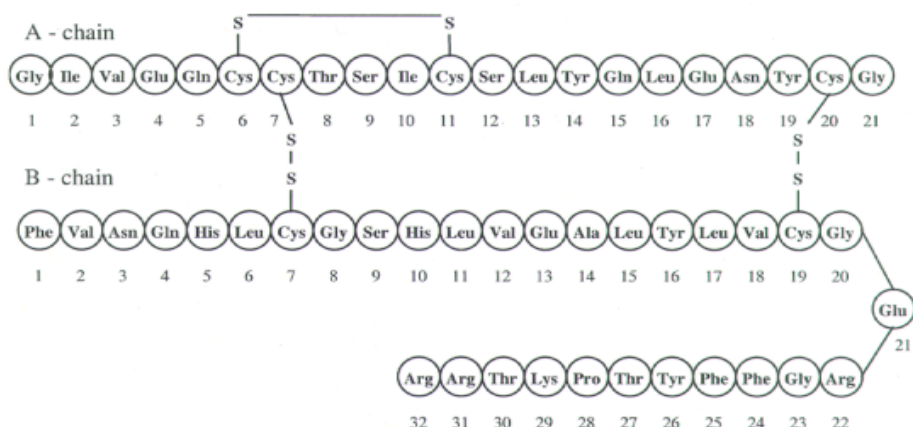 S S
A - chain
Gly Ile Val Glu Gln Cys Cys Thr Ser Ile Cys Ser Leu Tyr Gln Leu Glu Asn Tyr Cys Gly
1 2 3 4 5 6 7 8 9 10 11 12 13 14 15 16 17 18 19 20 21
S S
S S
B - chain
Phe Val Asn Gln His Leu Cys Gly Ser His Leu Val Glu Ala Leu Tyr Leu Val Cys Gly
1 2 3 4 5 6 7 8 9 10 11 12 13 14 15 16 17 18 19 20
Glu
21
Arg Arg Thr Lys Pro Thr Tyr Phe Phe Gly Arg
32 31 30 29 28 27 26 25 24 23 22